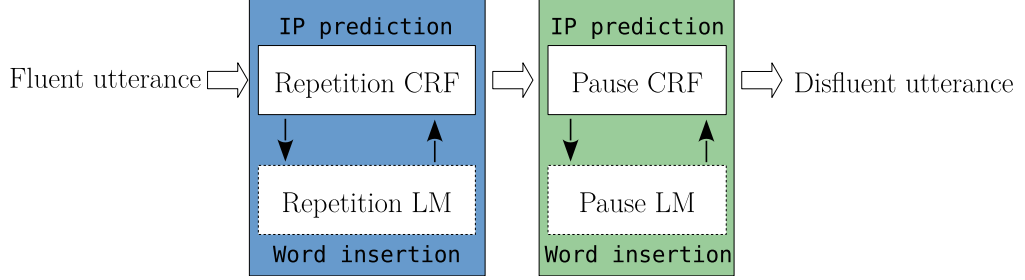 IP prediction
IP prediction
Fluent utterance
Repetition CRF
Pause CRF
Disfluent utterance
Repetition LM
Pause LM
Word insertion
Word insertion